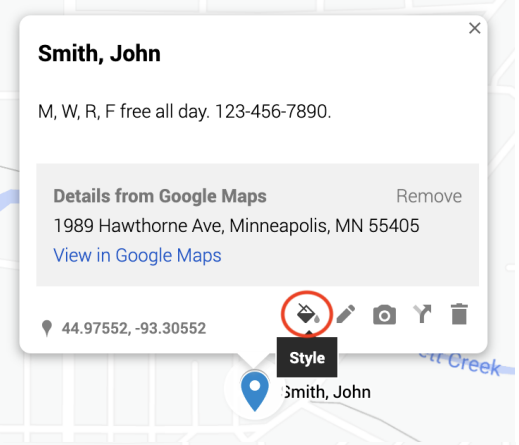 Smith, John
M, W, R, F free all day. 123-456-7890.
Details from Google Maps Remove
1989 Hawthorne Ave, Minneapolis, MN 55405
View in Google Maps
44.97552, -93.30552
Style
Creek
Smith, John